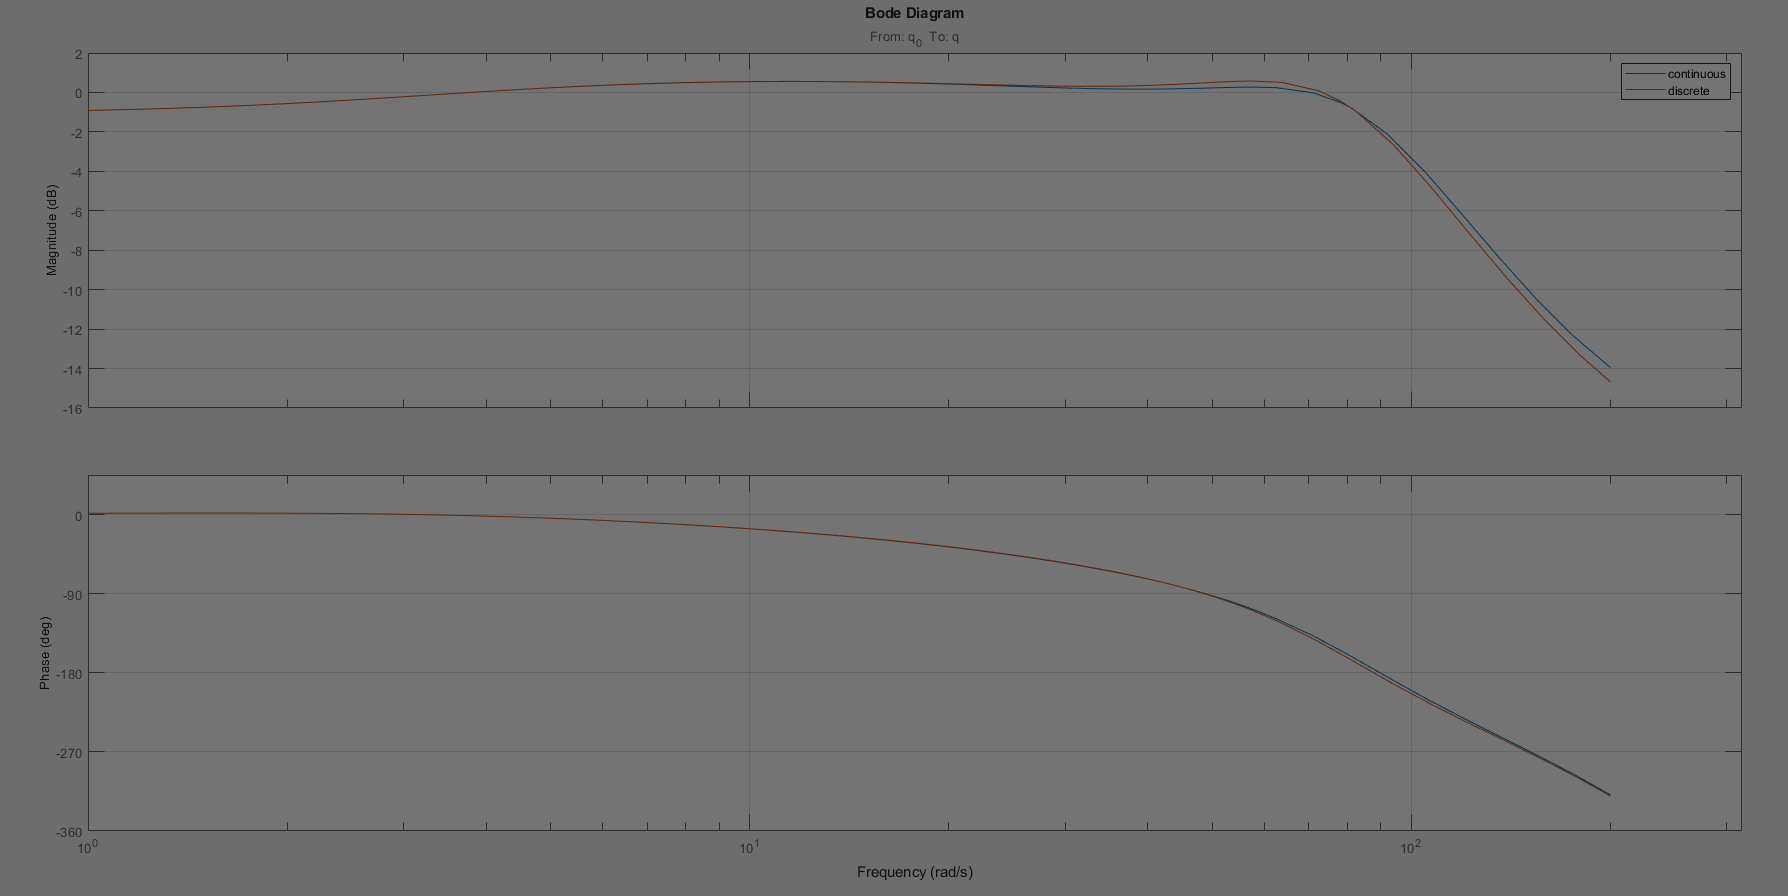 Bode Diagram
From: q0 To: q
2
0
-2
-4
-6
-8
-10
-12
-14
-16
Magnitude (dB)
continuous
discrete
0
-90
-180
-270
-360
Phase (deg)
10^0
10^1
10^2
Frequency (rad/s)